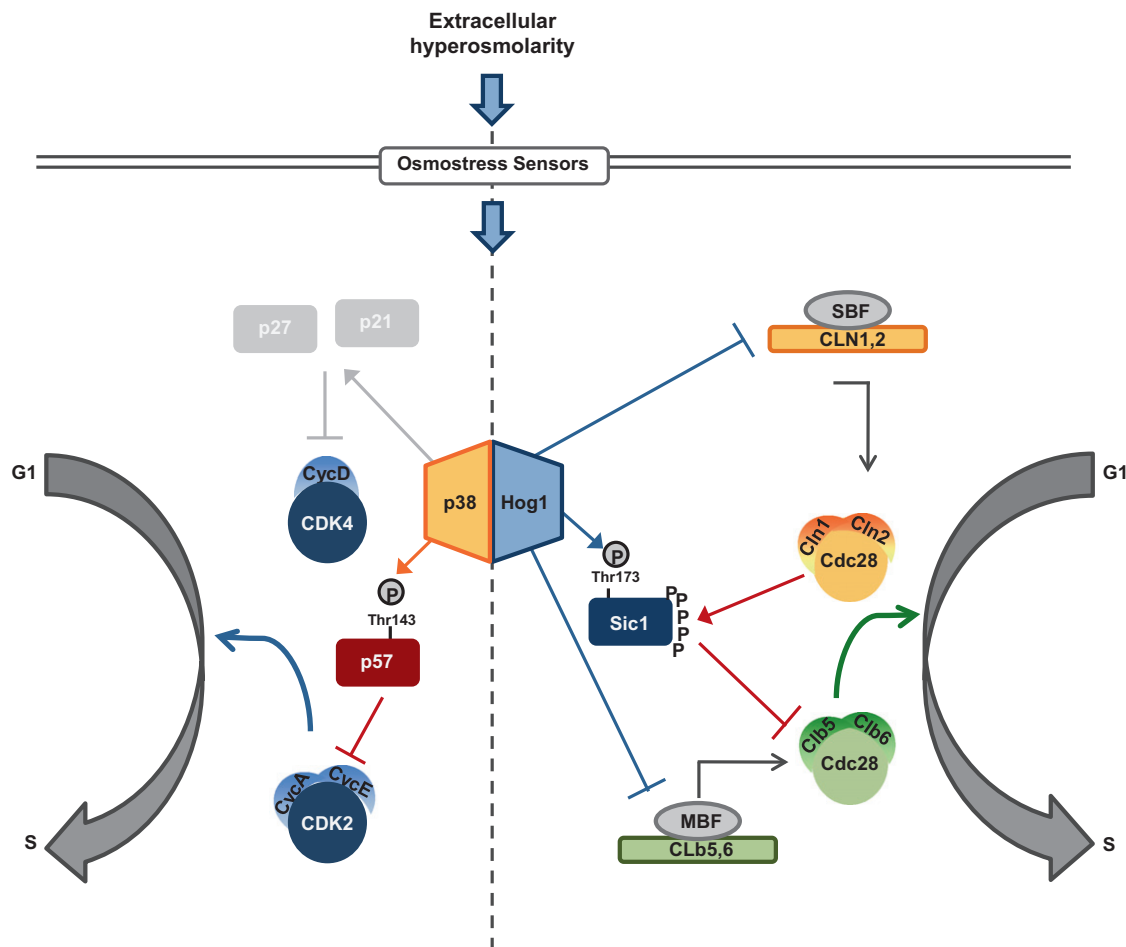 Extracellular
hyperosmolarity
Osmostress Sensors
p27
p21
SBF
CLN1,2
G1
CycD
CDK4
p38
Hog1
G1
Cln1
Cln2
Cdc28
P
Thr173
P
Thr143
Sic1
P
P
P
P
P
p57
Clb5
Clb6
Cdc28
CycA
CycE
CDK2
MBF
CLb5,6
S
S